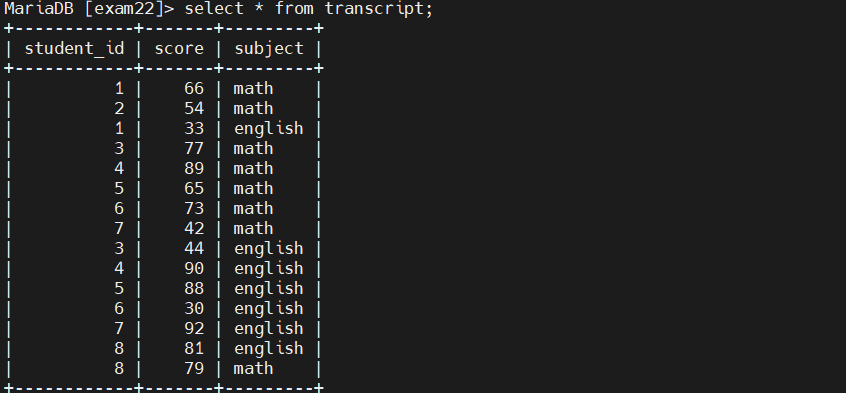 MariaDB [exam22]> select * from transcript;
+------------+-------+---------+
| student_id | score | subject |
+------------+-------+---------+
|          1 |    66 | math    |
|          2 |    54 | math    |
|          1 |    33 | english |
|          3 |    77 | math    |
|          4 |    89 | math    |
|          5 |    65 | math    |
|          6 |    73 | math    |
|          7 |    42 | math    |
|          3 |    44 | english |
|          4 |    90 | english |
|          5 |    88 | english |
|          6 |    30 | english |
|          7 |    92 | english |
|          8 |    81 | english |
|          8 |    79 | math    |
+------------+-------+---------+